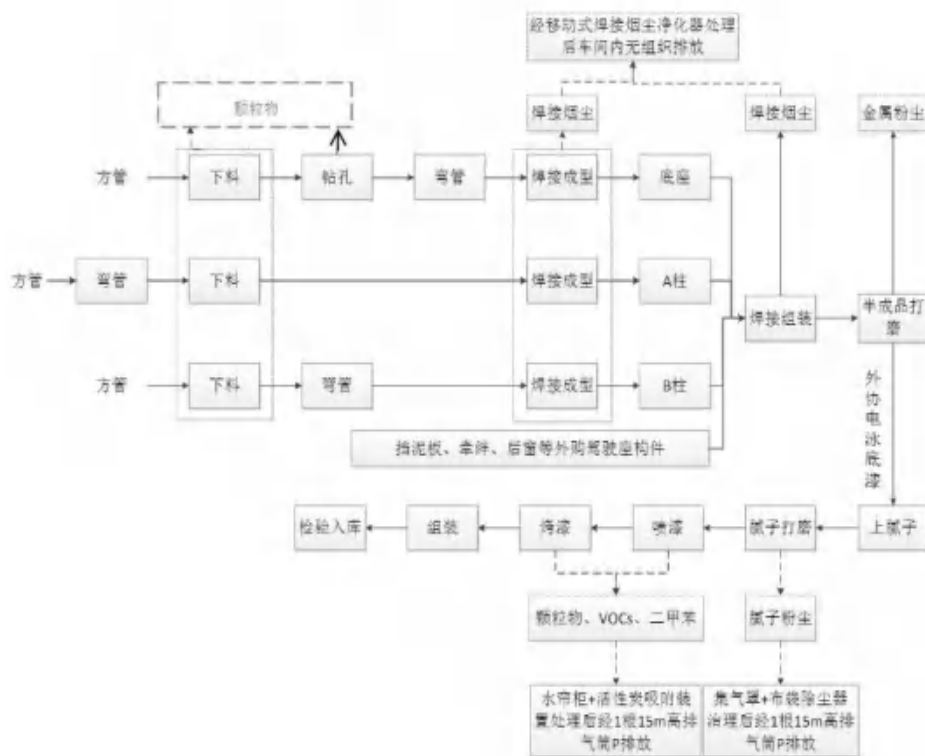 经移动式焊接烟尘净化器处理
后车间内无组织排放
颗粒物
焊接烟尘
焊接烟尘
金属粉尘
方管
下料
钻孔
弯管
焊接成型
底座
方管
弯管
下料
焊接成型
A柱
焊接组装
半成品打
磨
方管
下料
弯管
焊接成型
B柱
外协电泳底漆
挡泥板、牵件、后窗等外购驾驶座构件
检验入库
组装
淌漆
喷漆
腻子打磨
上腻子
颗粒物、VOCs、二甲苯
腻子粉尘
水帘柜+活性炭吸附装
置处理后经1根15m高排
气筒P排放
集气罩+布袋除尘器
治理后经1根15m高排
气筒P排放